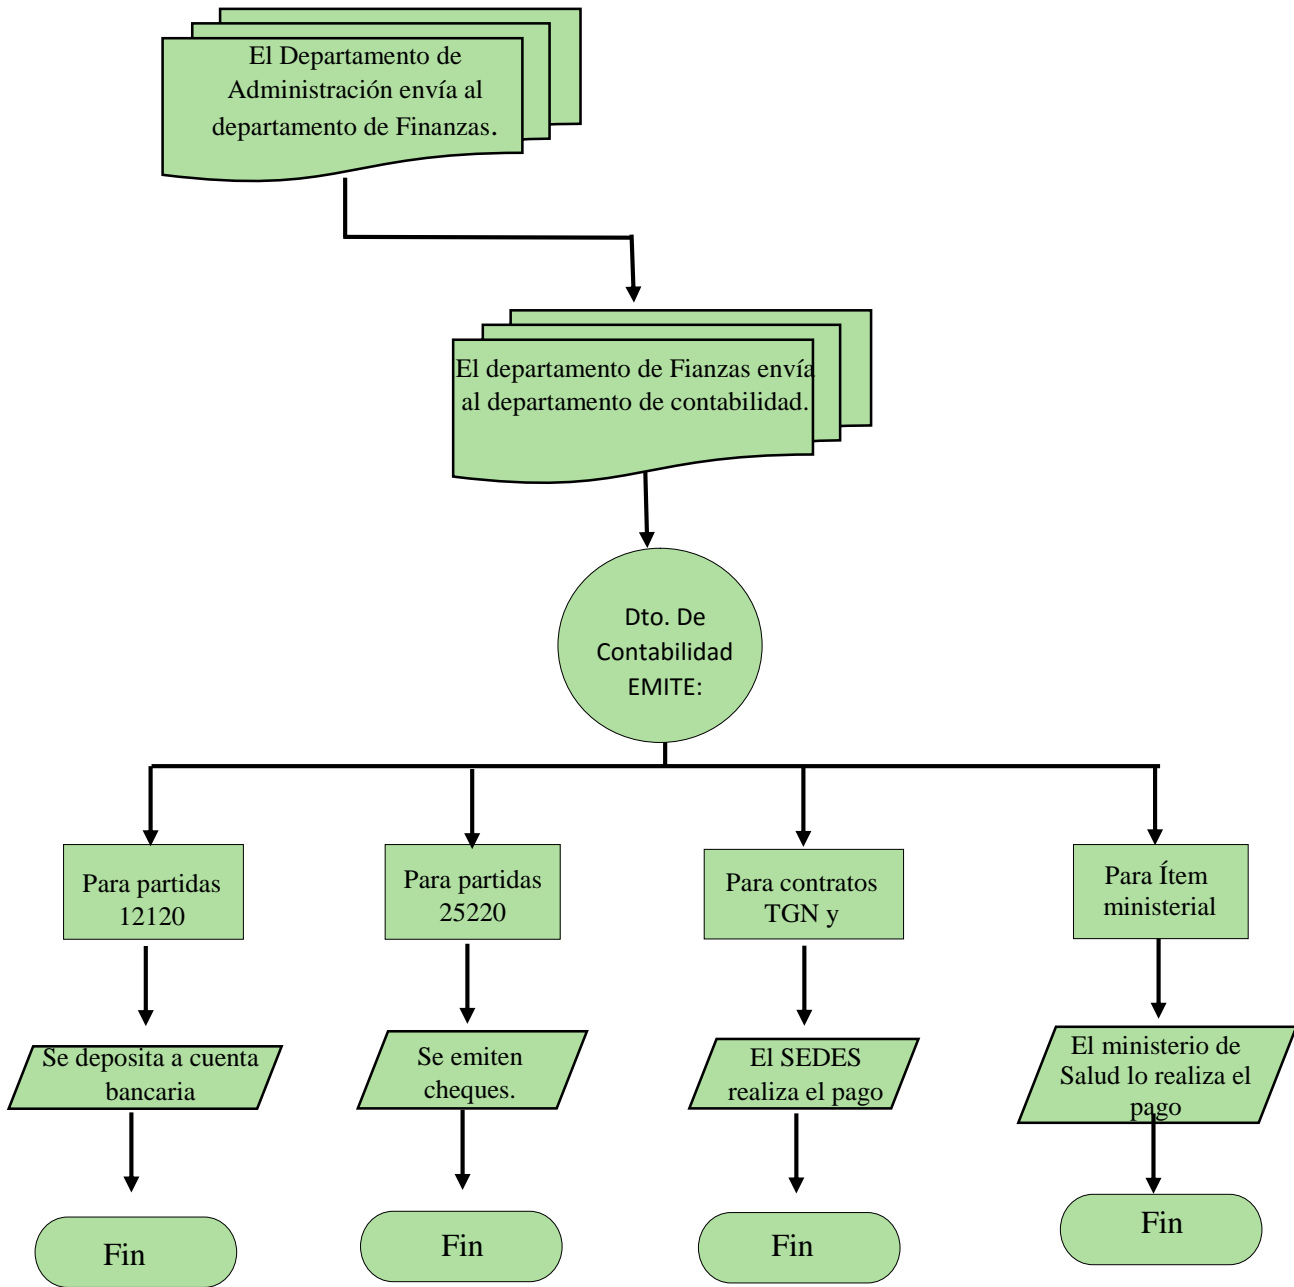 El Departamento de
Administración envía al
departamento de Finanzas.
El departamento de Fianzas envía
al departamento de contabilidad.
Dto. De
Contabilidad
EMITE:
Para partidas
12120
Para partidas
25220
Para contratos
TGN y
Para Ítem
ministerial
Se deposita a cuenta
bancaria
Se emiten
cheques.
El SEDES
realiza el pago
El ministerio de
Salud lo realiza el
pago
Fin
Fin
Fin
Fin